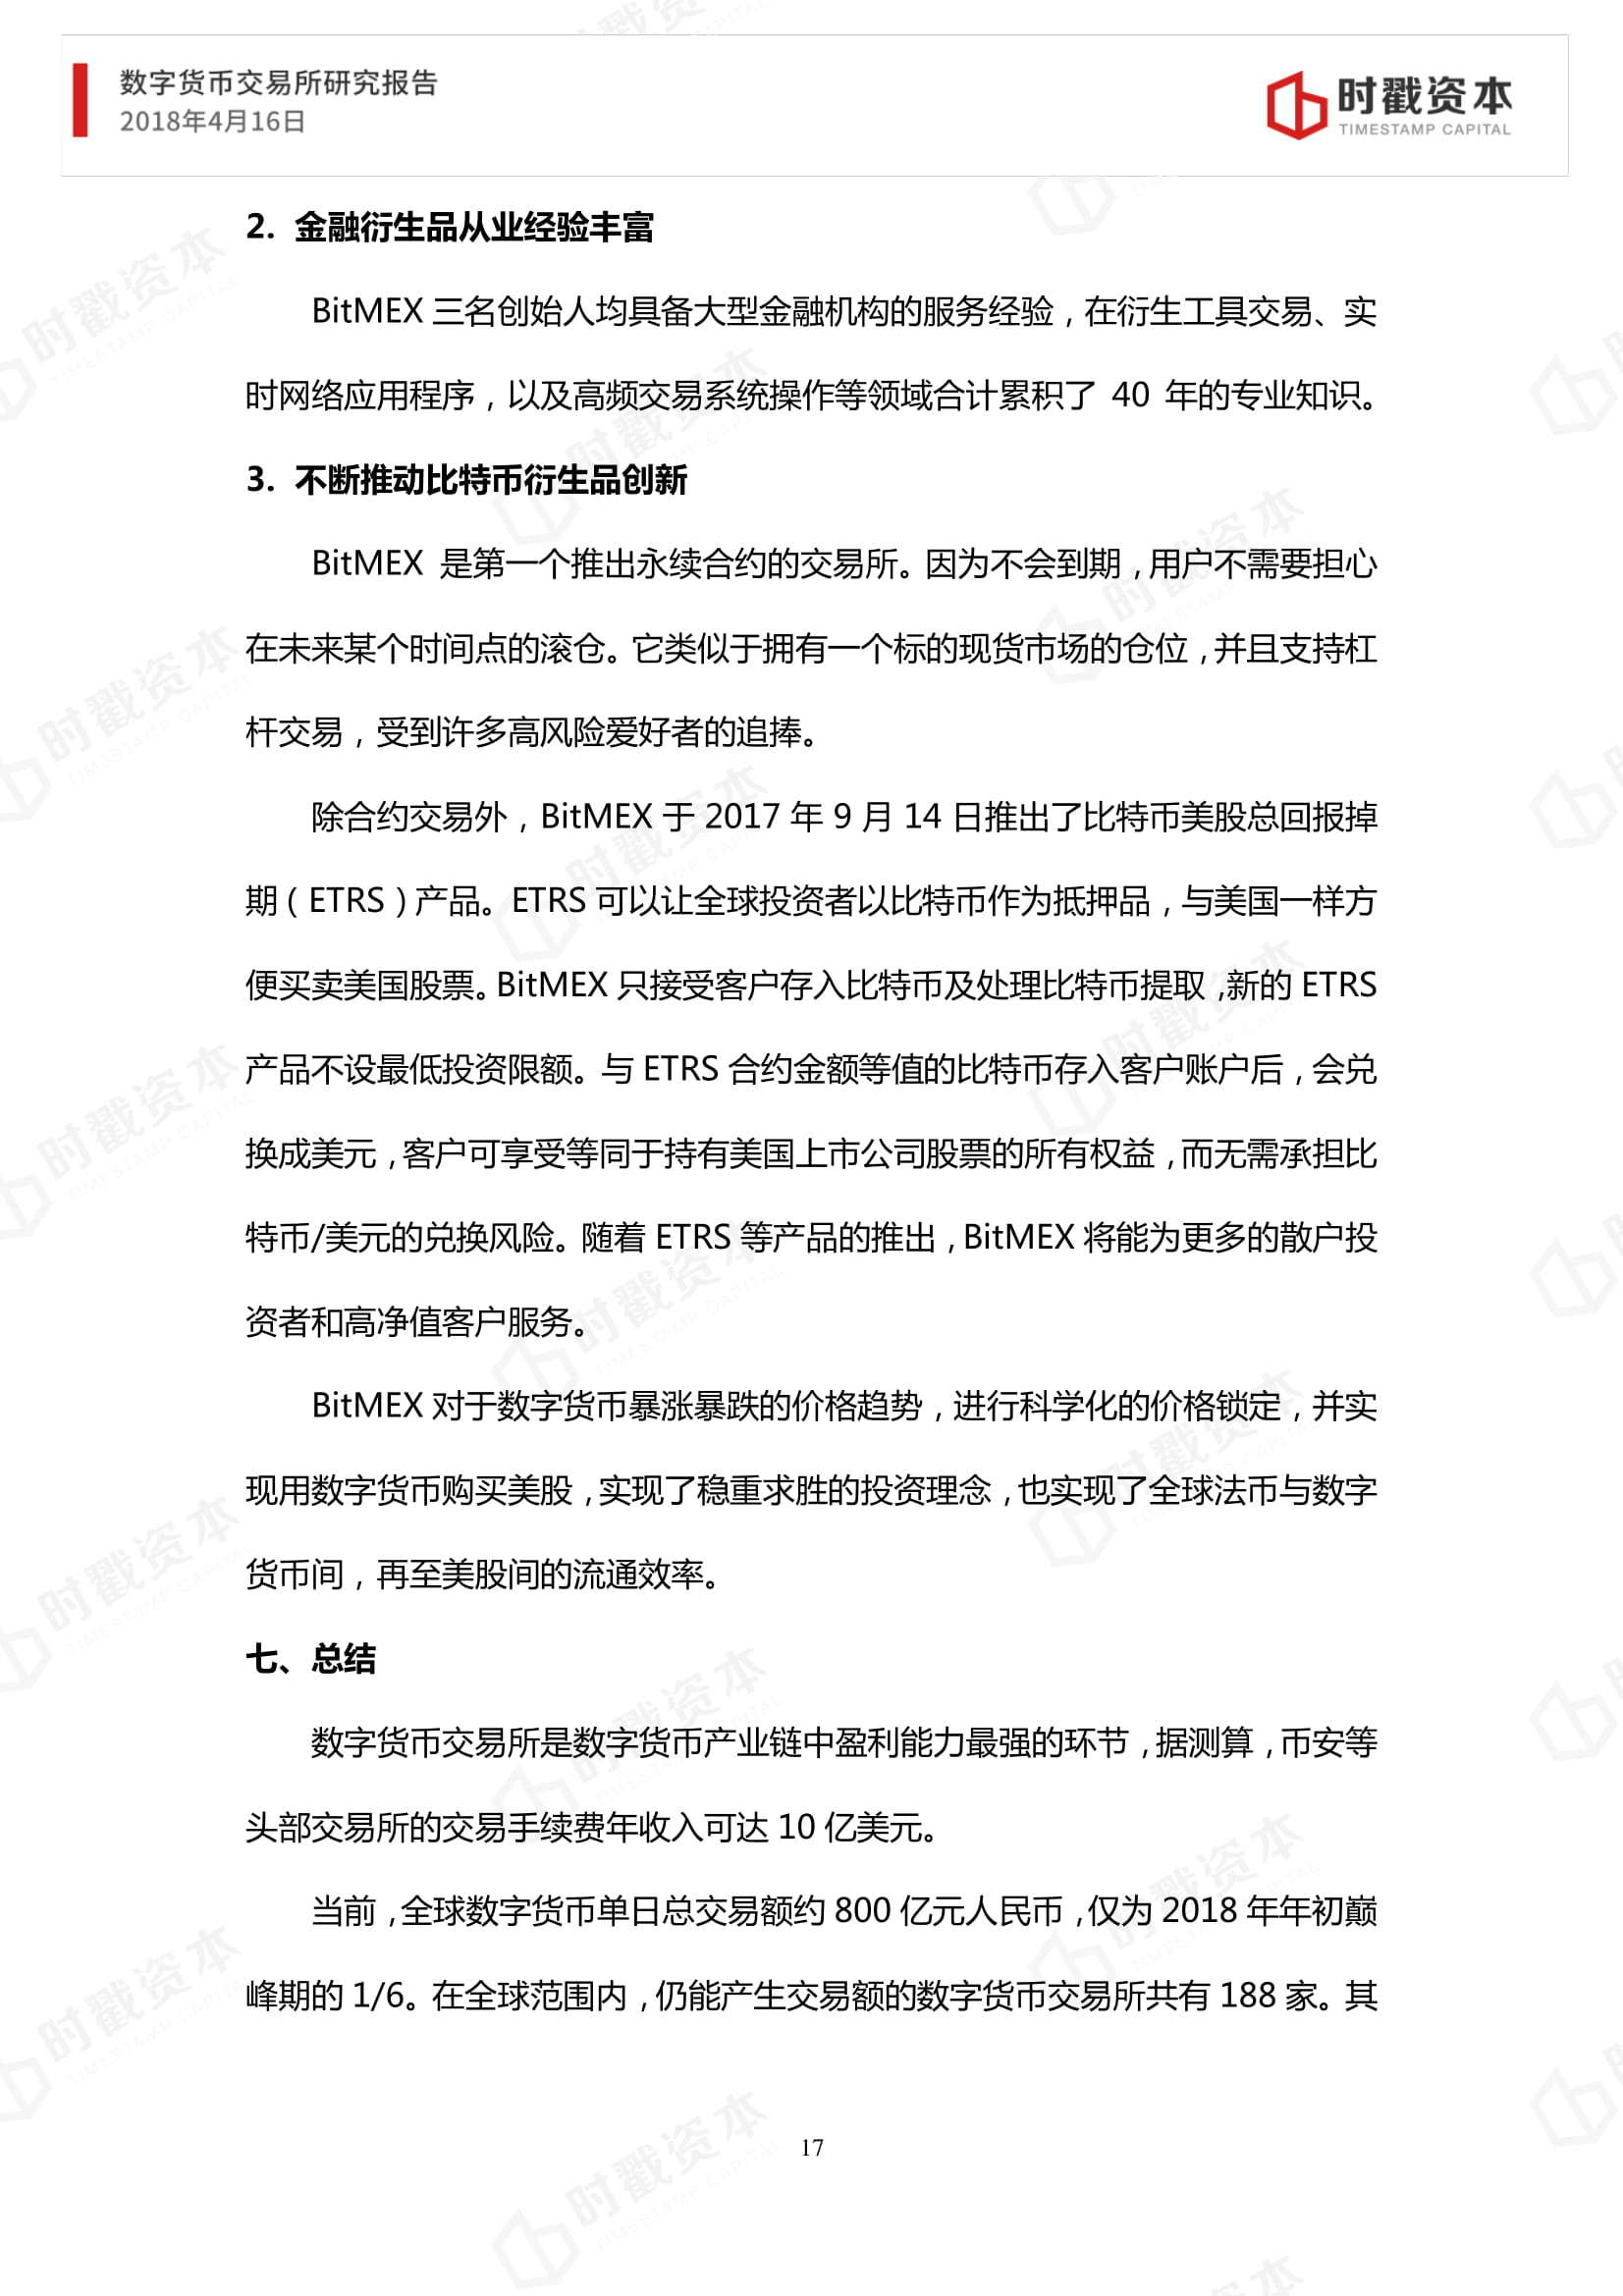 数字货币交易所研究报告
2018年4月16日
时戳资本
TIMESTAMP CAPITAL
2. 金融衍生品从业经验丰富
BitMEX 三名创始人均具备大型金融机构的服务经验，在衍生工具交易、实
时网络应用程序，以及高频交易系统操作等领域合计累积了 40 年的专业知识。
3. 不断推动比特币衍生品创新
BitMEX 是第一个推出永续合约的交易所。因为不会到期，用户不需要担心
在未来某个时间点的滚仓。它类似于拥有一个标的现货市场的仓位，并且支持杠
杆交易，受到许多高风险爱好者的追捧。
除合约交易外，BitMEX 于 2017 年 9 月 14 日推出了比特币美股总回报掉
期（ETRS）产品。ETRS 可以让全球投资者以比特币作为抵押品，与美国一样方
便买卖美国股票。BitMEX 只接受客户存入比特币及处理比特币提取，新的 ETRS
产品不设最低投资限额。与 ETRS 合约金额等值的比特币存入客户账户后，会兑
换成美元，客户可享受等同于持有美国上市公司股票的所有权益，而无需承担比
特币/美元的兑换风险。随着 ETRS 等产品的推出，BitMEX 将能为更多的散户投
资者和高净值客户服务。
BitMEX 对于数字货币暴涨暴跌的价格趋势，进行科学化的价格锁定，并实
现用数字货币购买美股，实现了稳重求胜的投资理念，也实现了全球法币与数字
货币间，再至美股间的流通效率。
七、总结
数字货币交易所是数字货币产业链中盈利能力最强的环节，据测算，币安等
头部交易所的交易手续费年收入可达 10 亿美元。
当前，全球数字货币单日总交易额约 800 亿元人民币，仅为 2018 年年初巅
峰期的 1/6。在全球范围内，仍能产生交易额的数字货币交易所共有 188 家。其
17